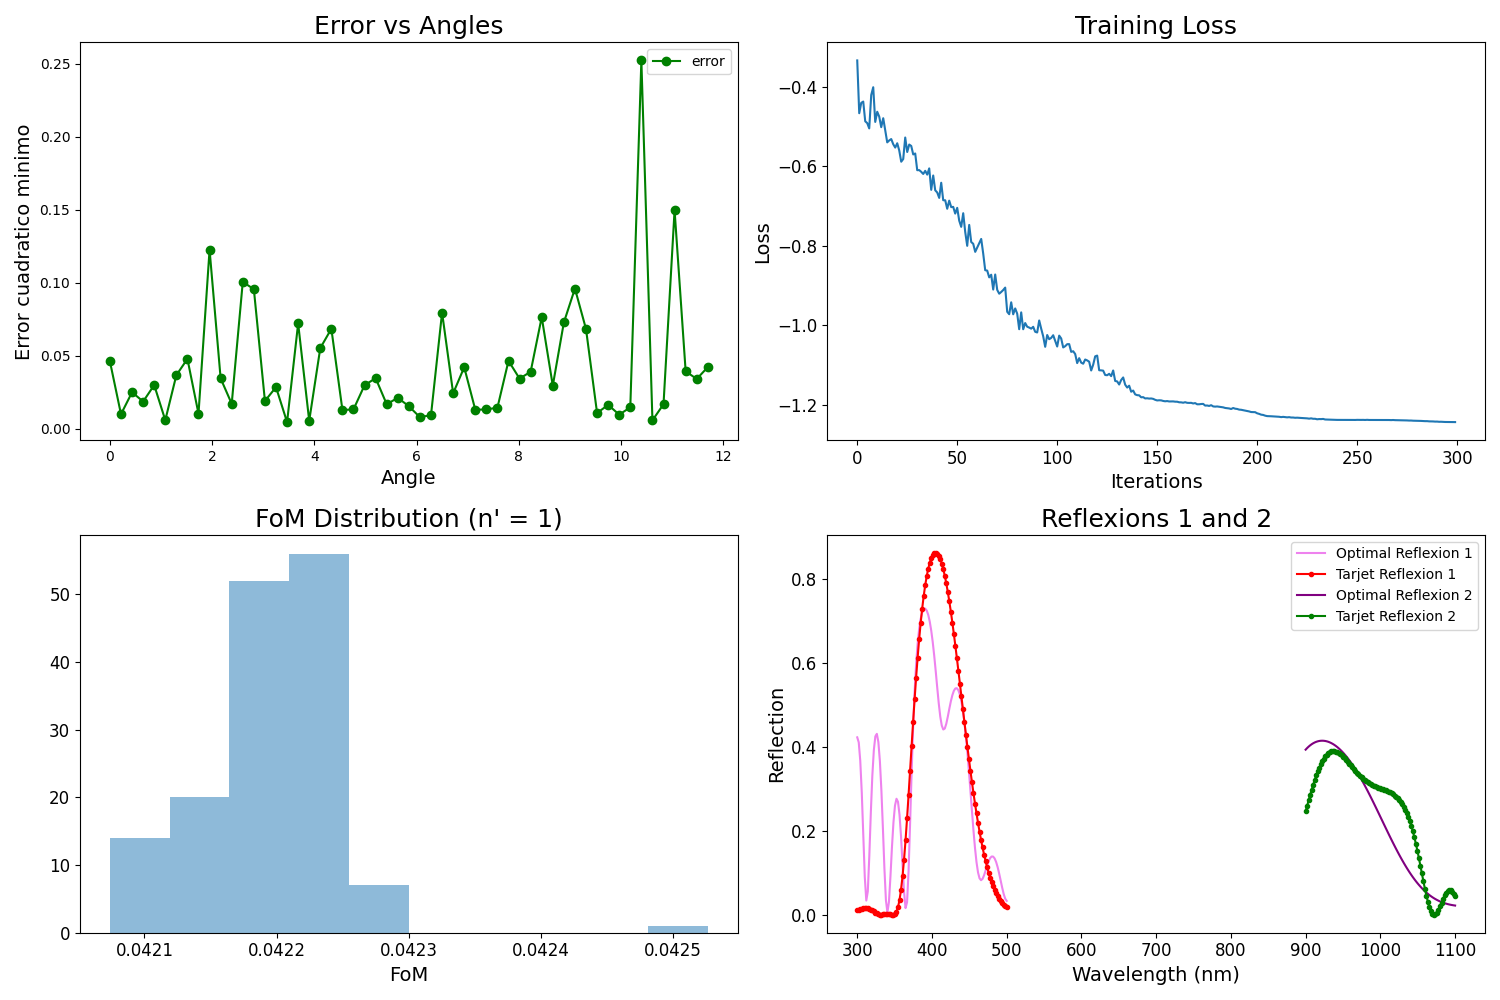 Error vs Angles
Error cuadratico minimo
0.25
0.20
0.15
0.10
0.05
0.00
error
0 2 4 6 8 10 12
Angle
Training Loss
Loss
−0.4
−0.6
−0.8
−1.0
−1.2
0 50 100 150 200 250 300
Iterations
FoM Distribution (n' = 1)
50
40
30
20
10
0
0.0421 0.0422 0.0423 0.0424 0.0425
FoM
Reflexions 1 and 2
Reflection
0.8
0.6
0.4
0.2
0.0
Optimal Reflexion 1
Tarjet Reflexion 1
Optimal Reflexion 2
Tarjet Reflexion 2
300 400 500 600 700 800 900 1000 1100
Wavelength (nm)